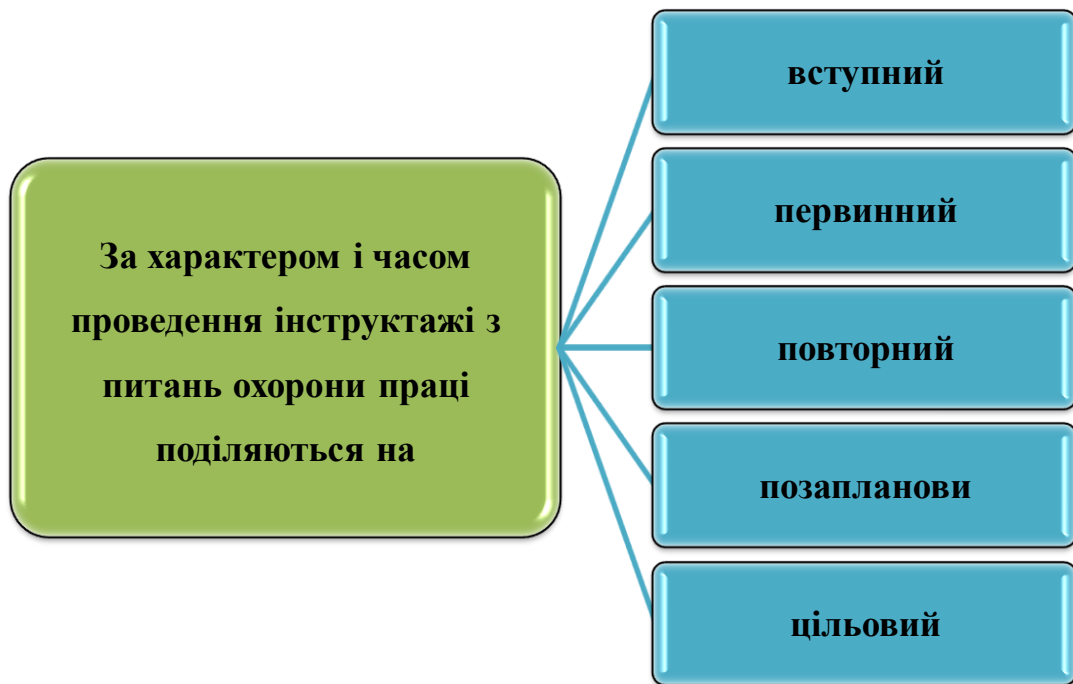 За характером і часом
проведення інструктажі з
питань охорони праці
поділяються на
вступний
первинний
повторний
позапланови
цільовий